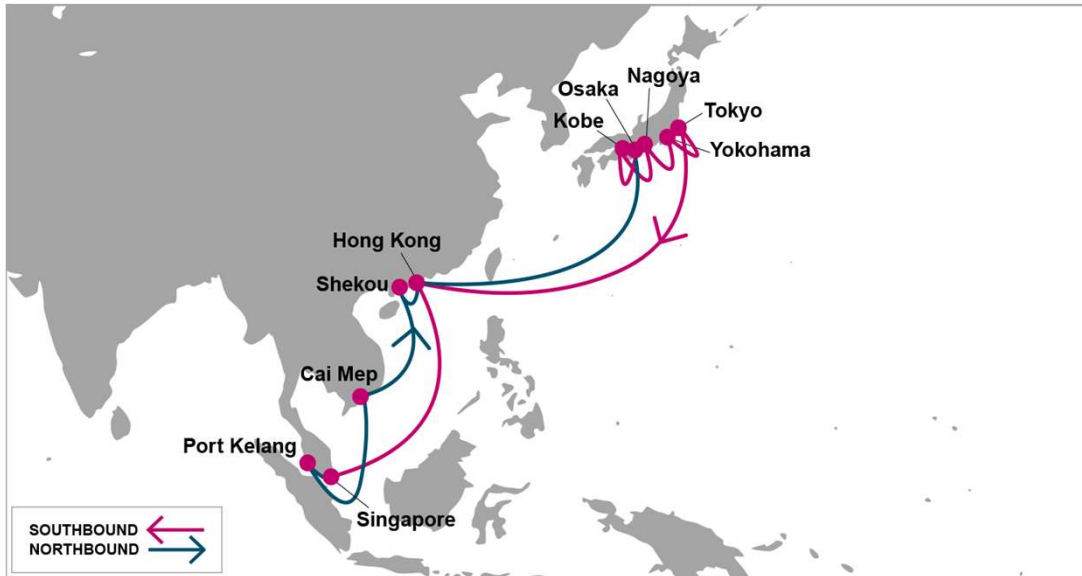 Nagoya
Osaka
Kobe
Tokyo
Yokohama
Hong Kong
Shekou
Cai Mep
Port Kelang
Singapore
SOUTHBOUND
NORTHBOUND